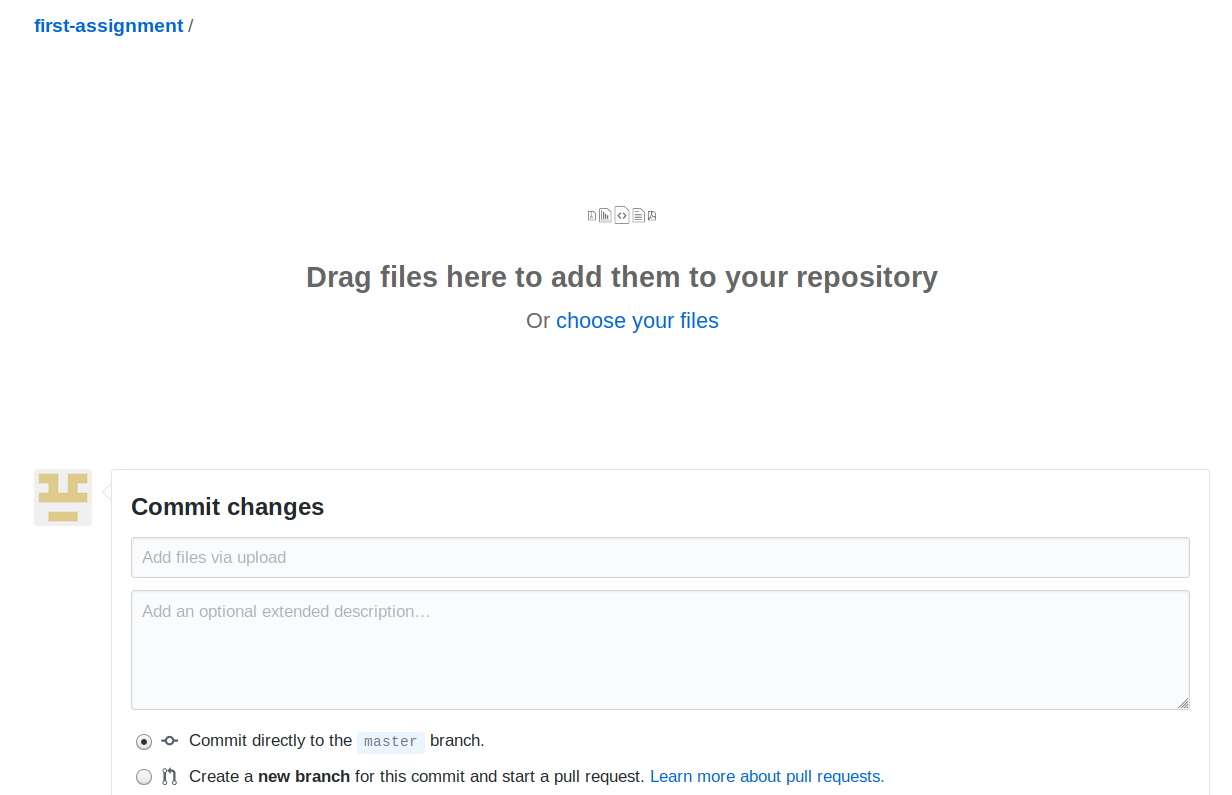 first-assignment /
Drag files here to add them to your repository
Or choose your files
Commit changes
Add files via upload
Add an optional extended description…
Commit directly to the master branch.
Create a new branch for this commit and start a pull request. Learn more about pull requests.